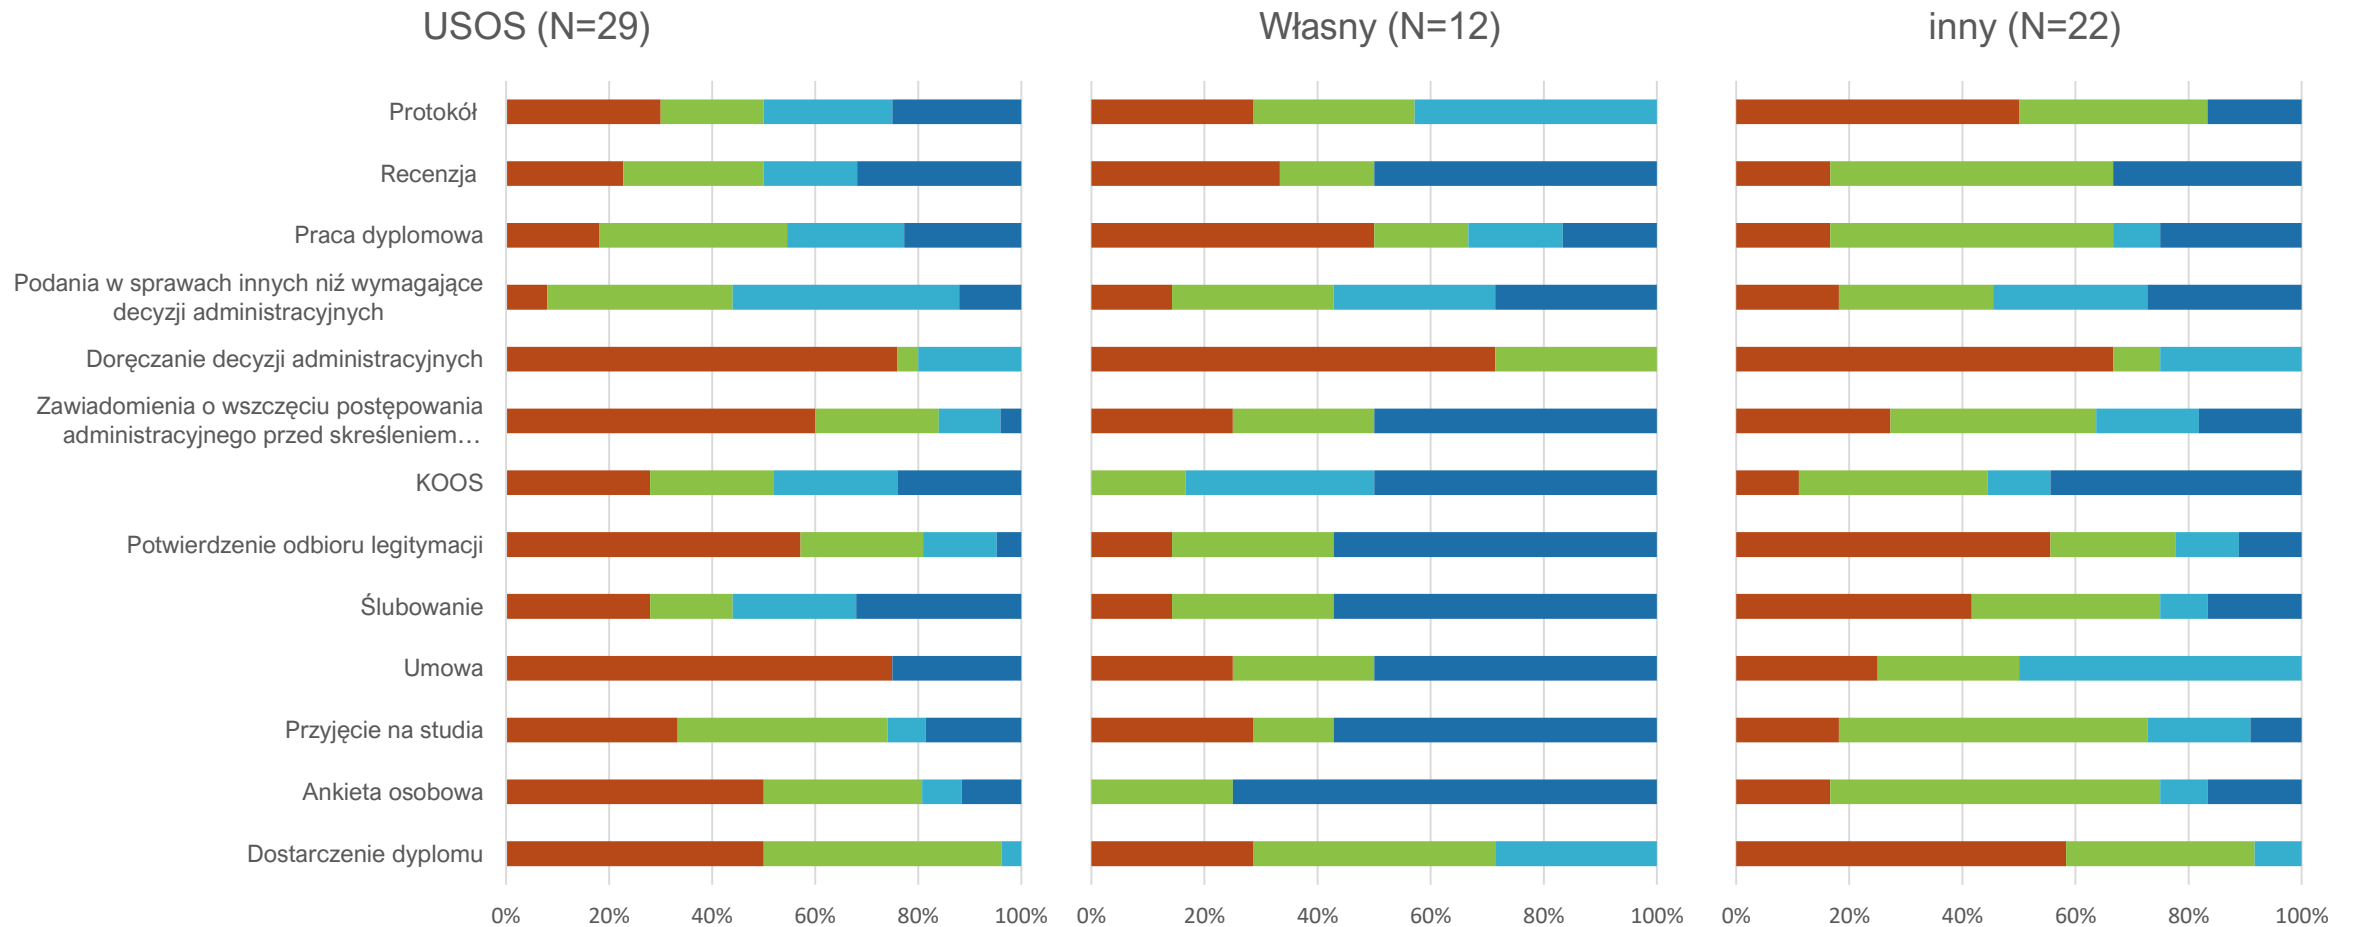 USOS (N=29)
Własny (N=12)
inny (N=22)
Protokół
Recenzja
Praca dyplomowa
Podania w sprawach innych niż wymagające
decyzji administracyjnych
Doręczanie decyzji administracyjnych
Zawiadomienia o wszczęciu postępowania
administracyjnego przed skreśleniem…
KOOS
Potwierdzenie odbioru legitymacji
Ślubowanie
Umowa
Przyjęcie na studia
Ankieta osobowa
Dostarczenie dyplomu
0% 20% 40% 60% 80% 100%
0% 20% 40% 60% 80% 100%
0% 20% 40% 60% 80% 100%